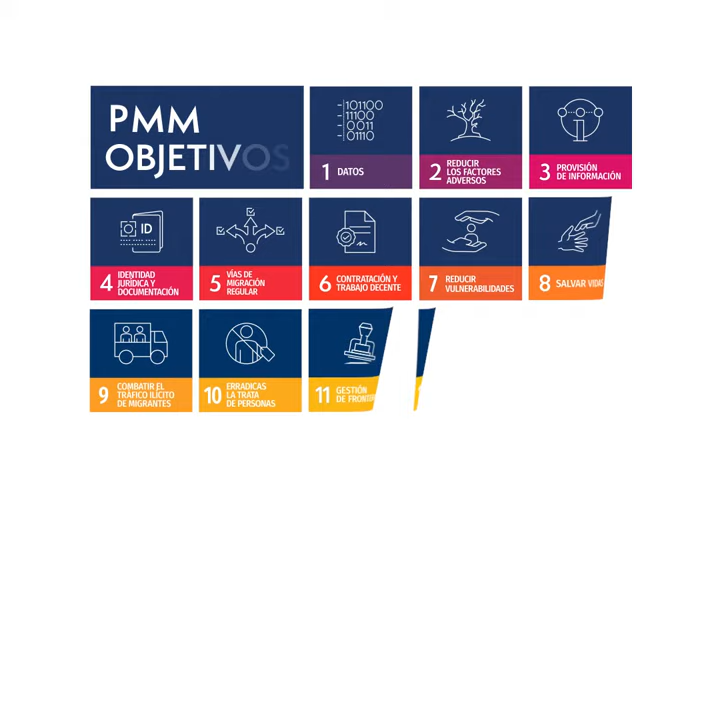 PMM
OBJETIVOS
101100
11100
0011
01110
1 DATOS
2 REDUCIR
LOS FACTORES
ADVERSOS
3 PROVISIÓN
DE INFORMACIÓN
ID
4 IDENTIDAD
JURÍDICA Y
DOCUMENTACIÓN
5 VÍAS DE
MIGRACIÓN
REGULAR
6 CONTRATACIÓN Y
TRABAJO DECENTE
7 REDUCIR
VULNERABILIDADES
8 SALVAR VIDAS
9 COMBATIR EL
TRÁFICO ILÍCITO
DE MIGRANTES
10 ERRADICAS
LA TRATA
DE PERSONAS
11 GESTIÓN
DE